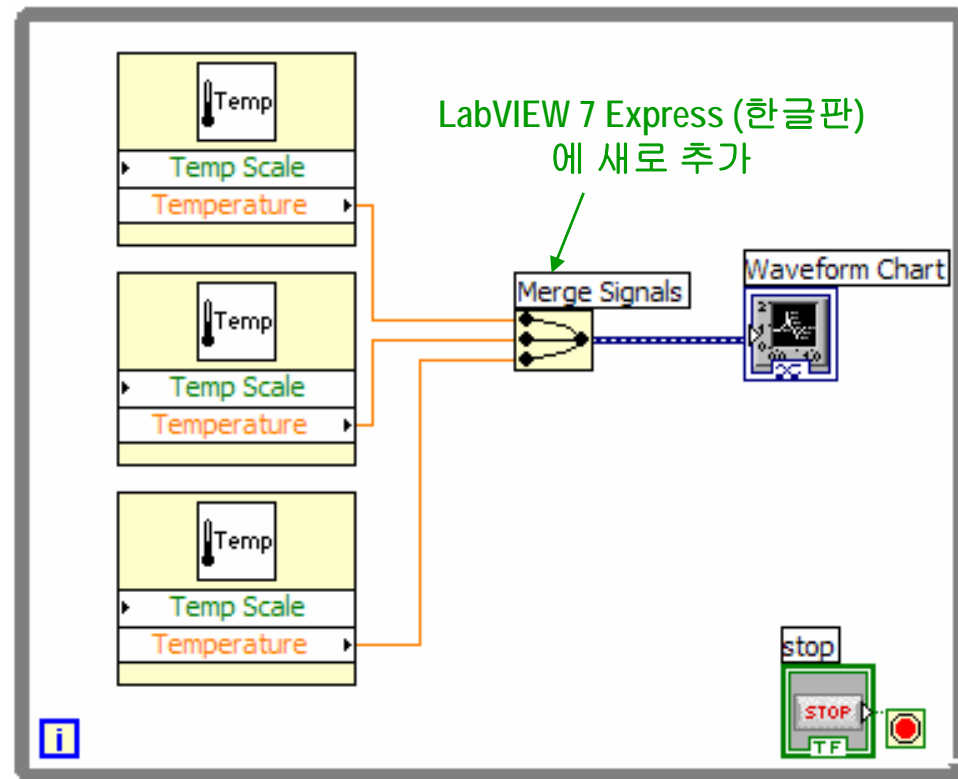 Temp
Temp Scale
Temperature
LabVIEW 7 Express (한글판)
에 새로 추가
Temp
Temp Scale
Temperature
Merge Signals
Waveform Chart
Temp
Temp Scale
Temperature
stop
STOP
TF
i